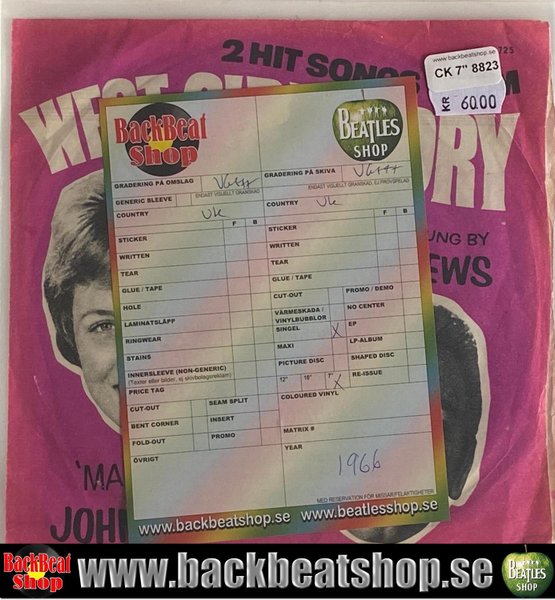 2 HIT SONGS
725
WEST
ORY
UNG BY
EWS
'MA
JOH
www.backbeatshop.se
CK 7" 8823
KR 60.00
BackBeat Shop
BEATLES SHOP
GRADERING PÅ OMSLAG
ENDAST VISUELLT GRANSKAD
GRADERING PÅ SKIVA
ENDAST VISUELLT GRANSKAD, EJ PROVSPELAD
GENERIC SLEEVE
COUNTRY UK
COUNTRY UK
F B
F B
STICKER
WRITTEN
TEAR
GLUE / TAPE
HOLE
LAMINATSLÄPP
RINGWEAR
STAINS
INNERSLEEVE (NON-GENERIC)
(Texter eller bilder, ej skivbolagsreklam)
PRICE TAG
CUT-OUT
SEAM SPLIT
BENT CORNER
INSERT
FOLD-OUT
PROMO
ÖVRIGT
STICKER
WRITTEN
TEAR
GLUE / TAPE
CUT-OUT
PROMO / DEMO
VÄRMESKADA /
VINYLBUBBLOR
NO CENTER
SINGEL X
EP
MAXI
LP-ALBUM
PICTURE DISC
SHAPED DISC
12" 10" 7" X
RE-ISSUE
COLOURED VINYL
MATRIX #
YEAR
1966
MED RESERVATION FÖR MISSAR/FELAKTIGHETER
www.backbeatshop.se www.beatlesshop.se
BackBeat Shop www.backbeatshop.se BEATLES SHOP